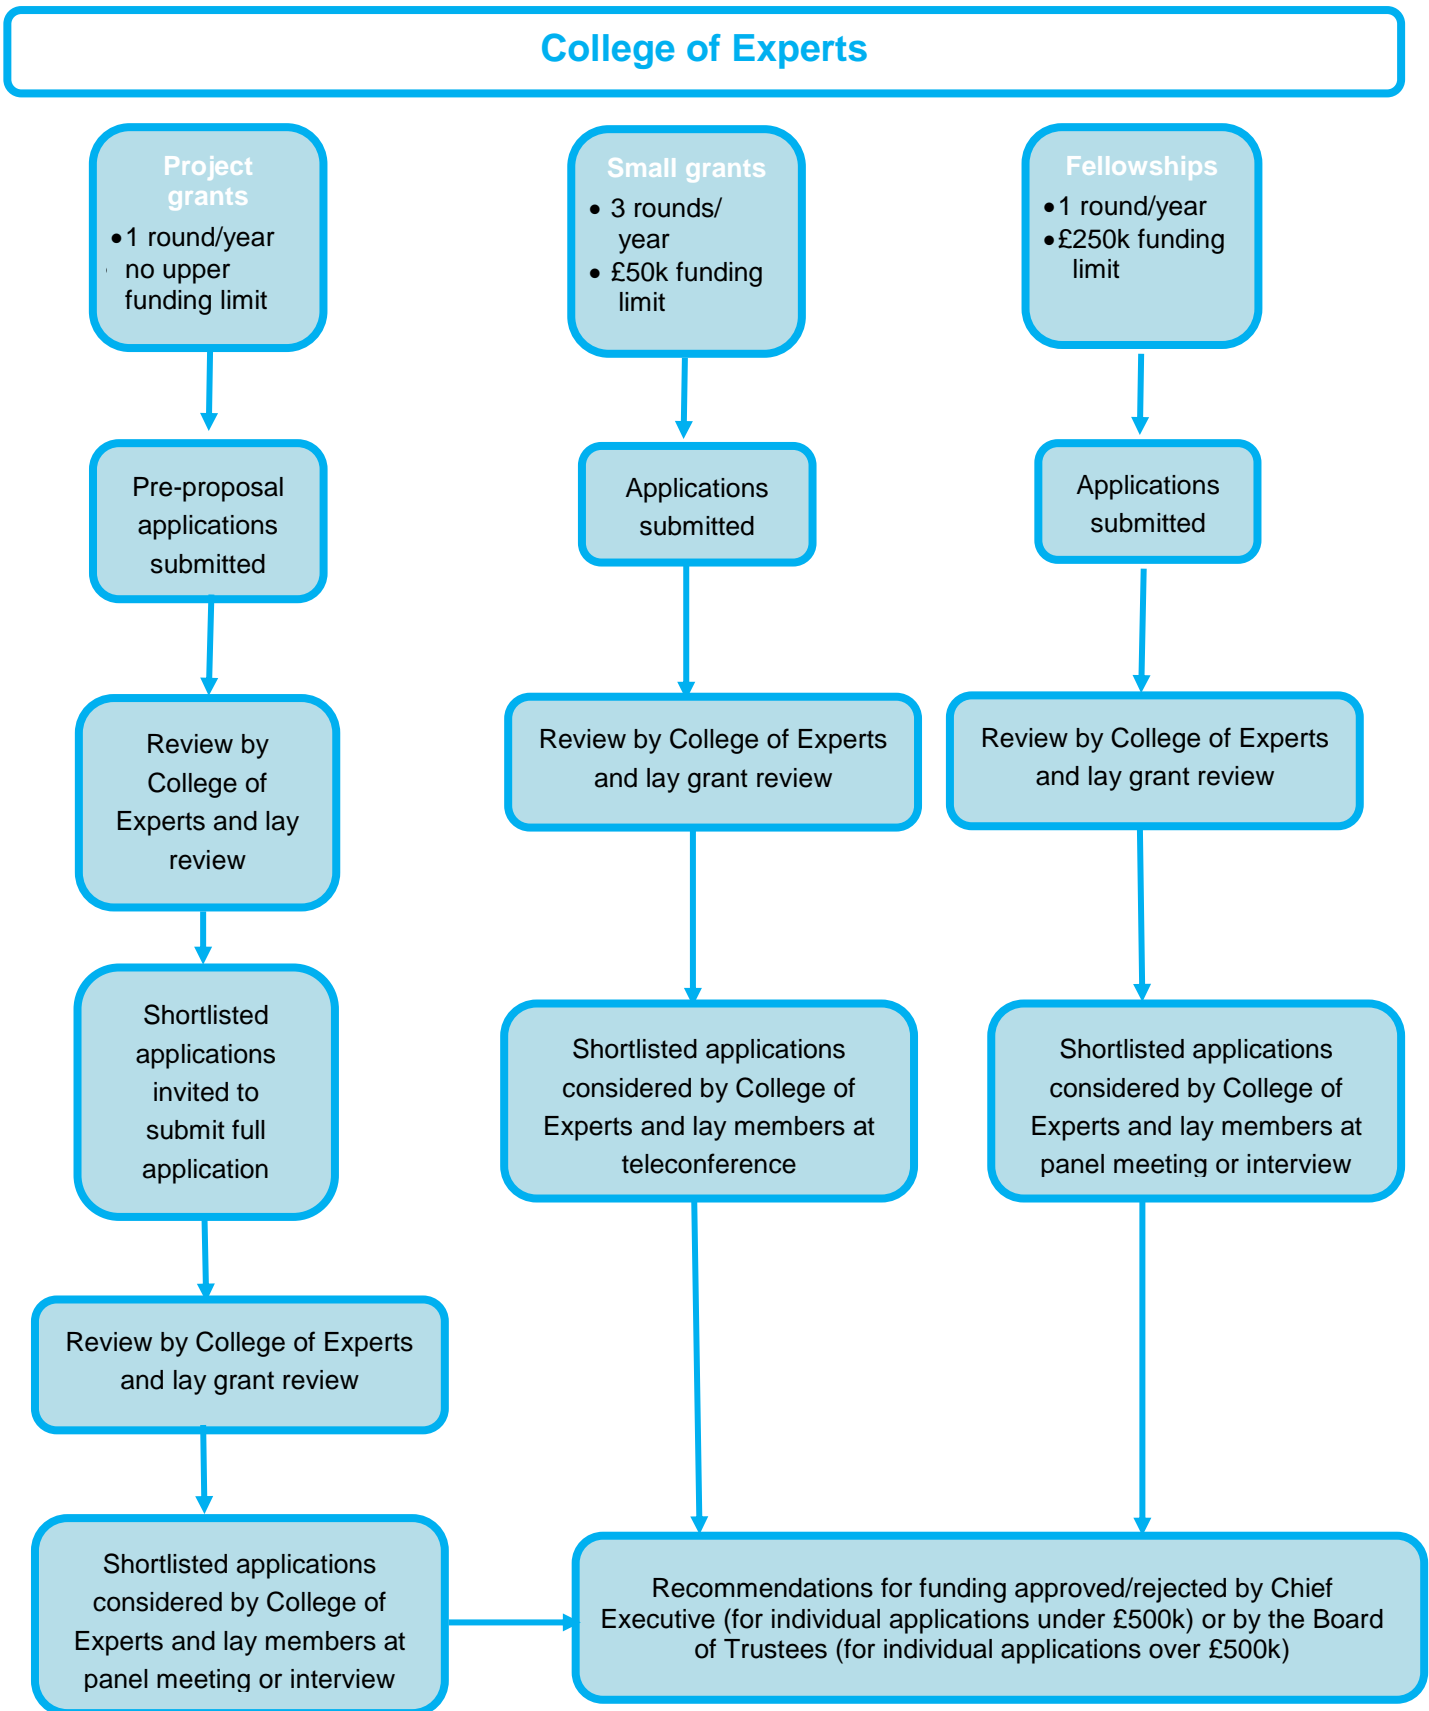 College of Experts
Project
grants
•1 round/year
• no upper
funding limit
Pre-proposal
applications
submitted
Review by
College of
Experts and lay
review
Shortlisted
applications
invited to
submit full
application
Review by College of Experts
and lay grant review
Shortlisted applications
considered by College of
Experts and lay members at
panel meeting or interview
Small grants
• 3 rounds/
year
• £50k funding
limit
Applications
submitted
Review by College of Experts
and lay grant review
Shortlisted applications
considered by College of
Experts and lay members at
teleconference
Fellowships
•1 round/year
•£250k funding
limit
Applications
submitted
Review by College of Experts
and lay grant review
Shortlisted applications
considered by College of
Experts and lay members at
panel meeting or interview
Recommendations for funding approved/rejected by Chief
Executive (for individual applications under £500k) or by the Board
of Trustees (for individual applications over £500k)